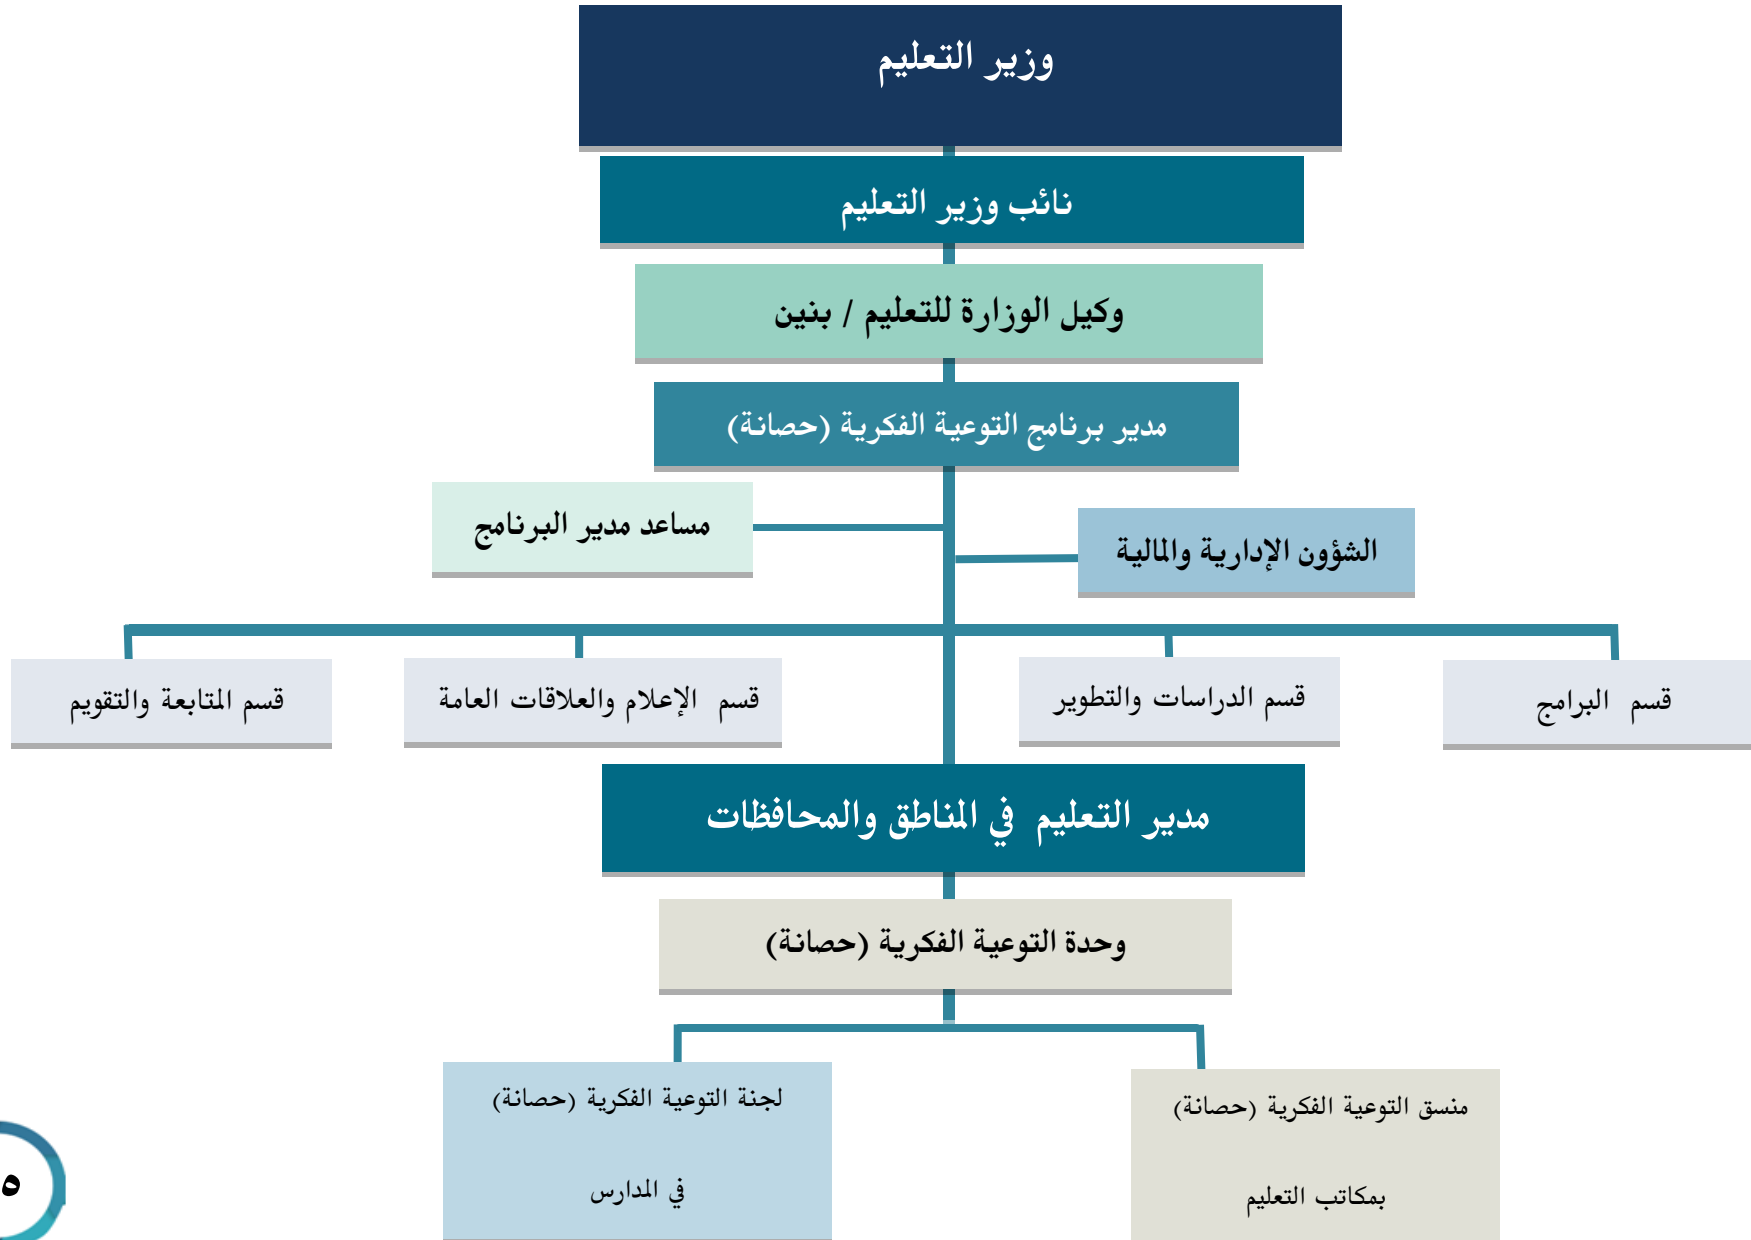 وزير التعليم
نائب وزير التعليم
وكيل الوزارة للتعليم / بنين
مدير برنامج التوعية الفكرية (حصانة)
مساعد مدير البرنامج
الشؤون الإدارية والمالية
قسم البرامج
قسم الدراسات والتطوير
قسم الإعلام والعلاقات العامة
قسم المتابعة والتقويم
مدير التعليم في المناطق والمحافظات
وحدة التوعية الفكرية (حصانة)
منسق التوعية الفكرية (حصانة)
بمكاتب التعليم
لجنة التوعية الفكرية (حصانة)
في المدارس
٥